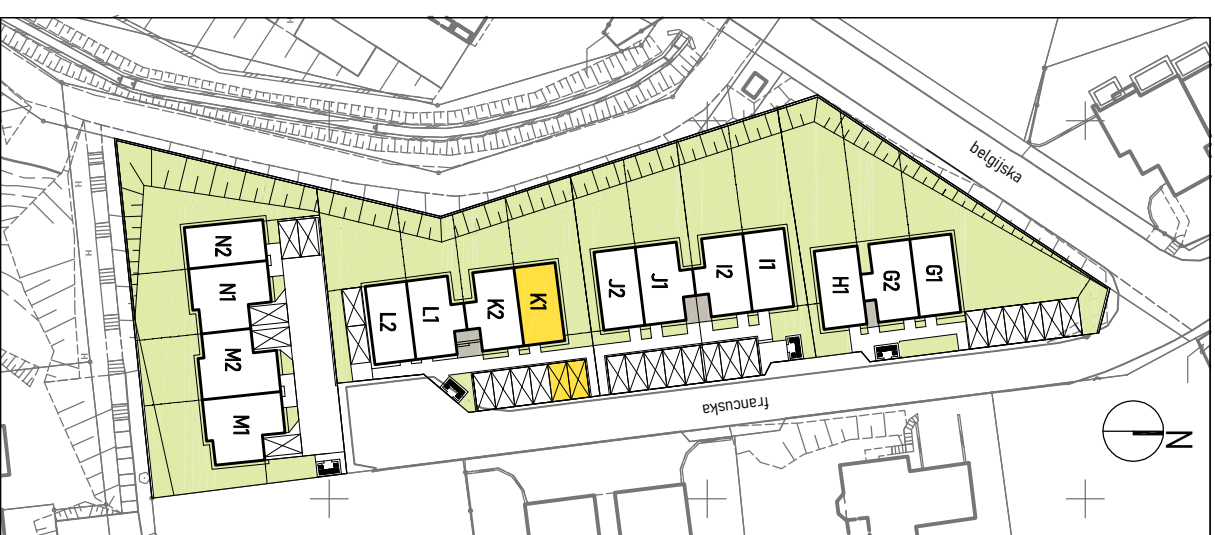 belgijska
N2
N1
M2
M1
L2
L1
K2
K1
J2
J1
I2
I1
H1
G2
G1
francuska
N